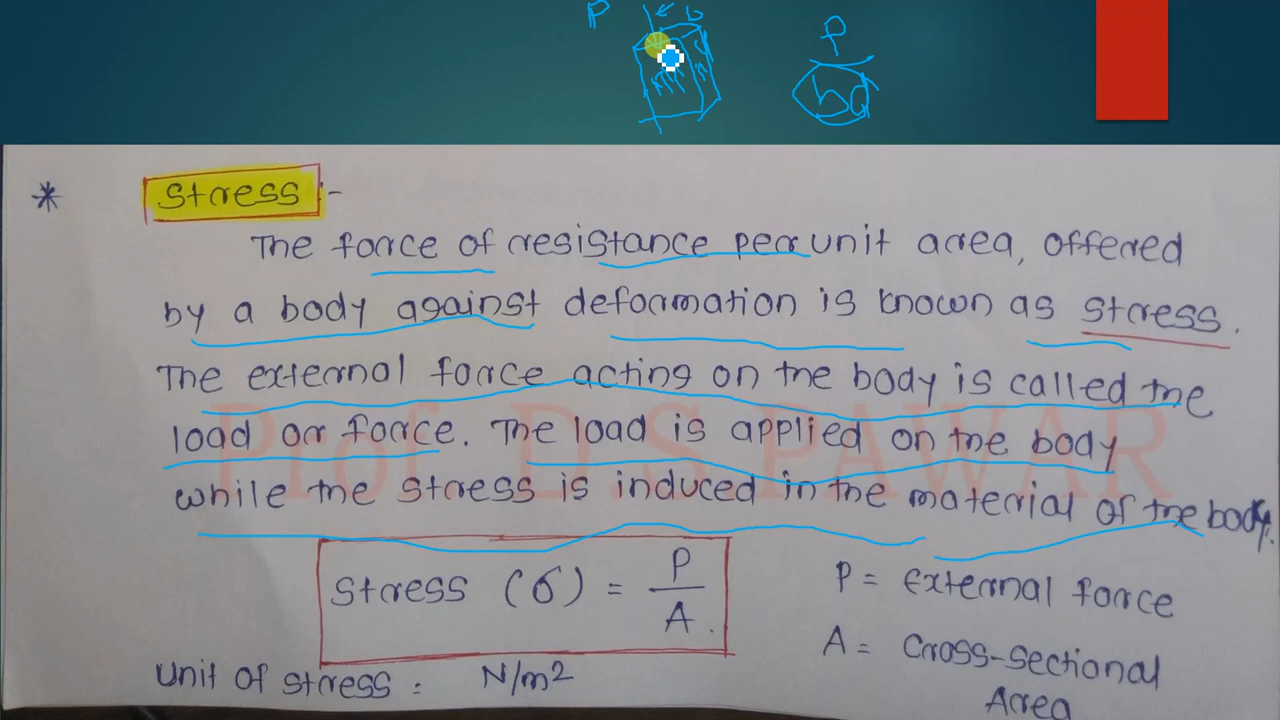 P b
P
bd
* Stress :-
The force of resistance per unit area, offered
by a body against deformation is known as stress.
The external force acting on the body is called the
load or force. The load is applied on the body
while the stress is induced in the material of the body.
Prof. D.S PAWAR
Stress (σ) = P/A.
P = External force
A = Cross-sectional
Area
Unit of stress : N/m²